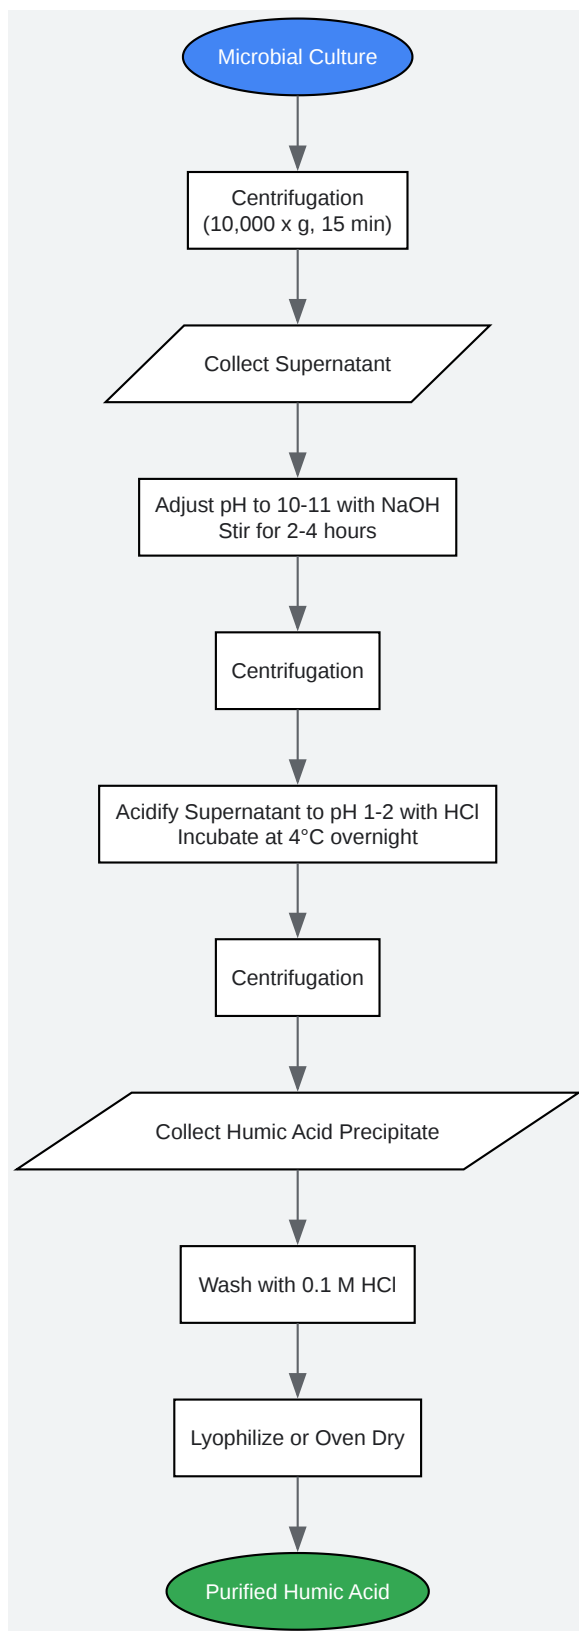 Microbial Culture
Centrifugation
(10,000 x g, 15 min)
Collect Supernatant
Adjust pH to 10-11 with NaOH
Stir for 2-4 hours
Centrifugation
Acidify Supernatant to pH 1-2 with HCl
Incubate at 4°C overnight
Centrifugation
Collect Humic Acid Precipitate
Wash with 0.1 M HCl
Lyophilize or Oven Dry
Purified Humic Acid